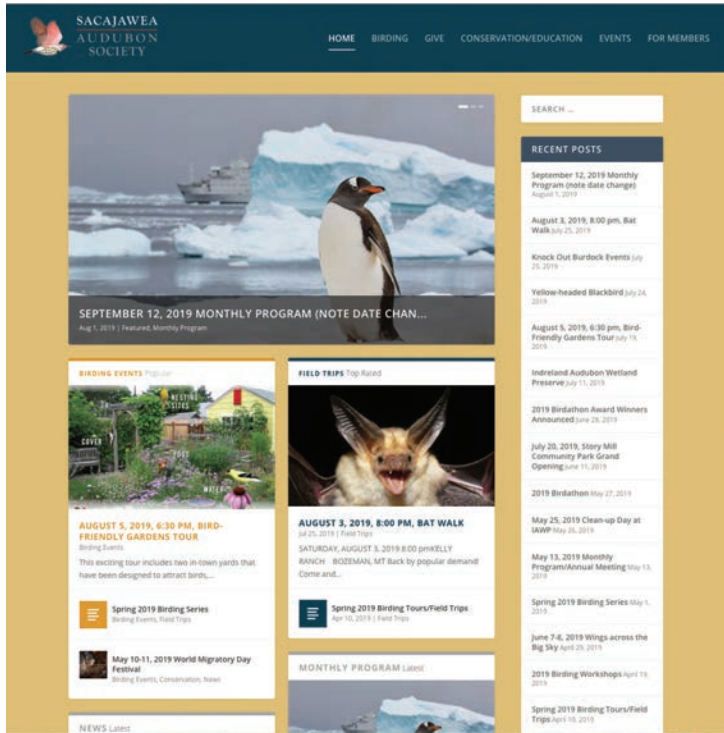 SACAJAWEA
AUDUBON
SOCIETY
HOME BIRDING GIVE CONSERVATION/EDUCATION EVENTS FOR MEMBERS
SEPTEMBER 12, 2019 MONTHLY PROGRAM (NOTE DATE CHAN...
Aug 1, 2019 | Featured, Monthly Program
BIRDING EVENTS Popular
NESTING
SITES
COVER
FOOD
WATER
AUGUST 5, 2019, 6:30 PM, BIRD-
FRIENDLY GARDENS TOUR
Birding Events
This exciting tour includes two in-town yards that
have been designed to attract birds,...
Spring 2019 Birding Series
Birding Events, Field Trips
May 10-11, 2019 World Migratory Day
Festival
Birding Events, Conservation, News
NEWS Latest
FIELD TRIPS Top Rated
AUGUST 3, 2019, 8:00 PM, BAT WALK
Jul 25, 2019 | Field Trips
SATURDAY, AUGUST 3, 2019 8:00 pmKELLY
RANCH BOZEMAN, MT Back by popular demand!
Come and...
Spring 2019 Birding Tours/Field Trips
Apr 10, 2019 | Field Trips
MONTHLY PROGRAM Latest
SEARCH ...
RECENT POSTS
September 12, 2019 Monthly
Program (note date change)
August 1, 2019
August 3, 2019, 8:00 pm, Bat
Walk July 25, 2019
Knock Out Burdock Events July
25, 2019
Yellow-headed Blackbird July 24,
2019
August 5, 2019, 6:30 pm, Bird-
Friendly Gardens Tour July 19,
2019
Indreland Audubon Wetland
Preserve July 11, 2019
2019 Birdathon Award Winners
Announced June 28, 2019
July 20, 2019, Story Mill
Community Park Grand
Opening June 11, 2019
2019 Birdathon May 27, 2019
May 25, 2019 Clean-up Day at
IAWP May 26, 2019
May 13, 2019 Monthly
Program/Annual Meeting May 13,
2019
Spring 2019 Birding Series May 1,
2019
June 7-8, 2019 Wings across the
Big Sky April 29, 2019
2019 Birding Workshops April 19,
2019
Spring 2019 Birding Tours/Field
Trips April 10, 2019